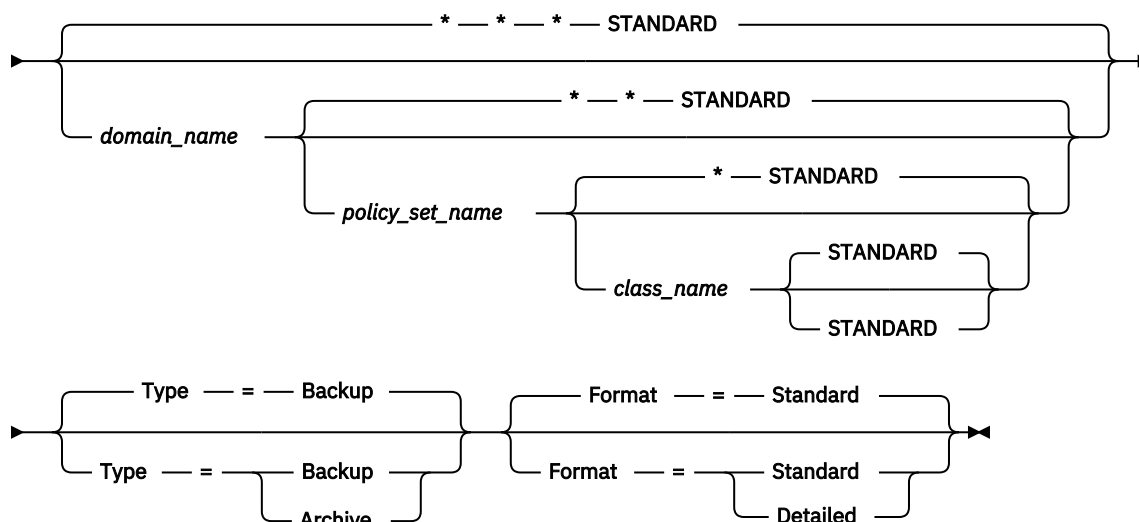 * * * STANDARD
* * STANDARD
domain_name
* STANDARD
policy_set_name
STANDARD
class_name
STANDARD
Type = Backup Format = Standard
Type = Backup Format = Standard
Archive Detailed